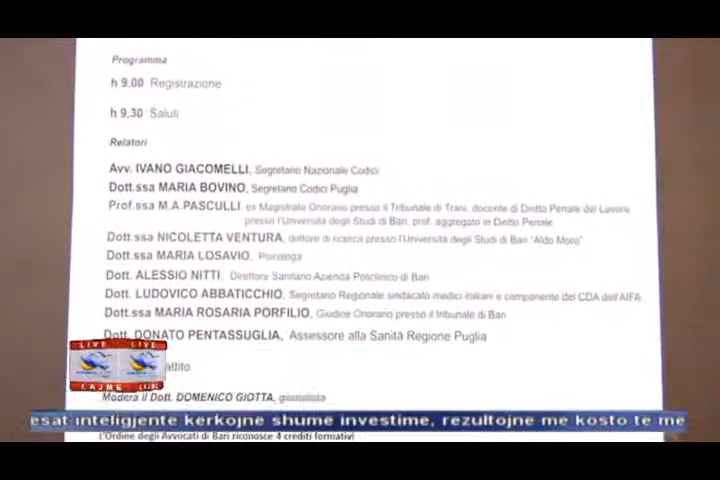 Programma
h 9.00 Registrazione
h 9.30 Saluti
Relatori
Avv. IVANO GIACOMELLI, Segretario Nazionale Codici
Dott.ssa MARIA BOVINO, Segretario Codici Puglia
Prof.ssa M.A.PASCULLI, ex Magistrato Onorario presso il Tribunale di Trani, docente di Diritto Penale del Lavoro
presso l'Università degli Studi di Bari, prof. aggregato in Diritto Penale
Dott.ssa NICOLETTA VENTURA, dottore di ricerca presso l'Università degli Studi di Bari "Aldo Moro"
Dott.ssa MARIA LOSAVIO, Psicologa
Dott. ALESSIO NITTI, Direttore Sanitario Azienda Policlinico di Bari
Dott. LUDOVICO ABBATICCHIO, Segretario Regionale sindacato medici italiani e componente del CDA dell'AIFA
Dott.ssa MARIA ROSARIA PORFILIO, Giudice Onorario presso il tribunale di Bari
Dott. DONATO PENTASSUGLIA, Assessore alla Sanità Regione Puglia
LIVE LIVE
LAJME LAJME
attito
Modera il Dott. DOMENICO GIOTTA, giornalista
esat inteligjente kerkojne shume investime, rezultojne me kosto te me
L'Ordine degli Avvocati di Bari riconosce 4 crediti formativi